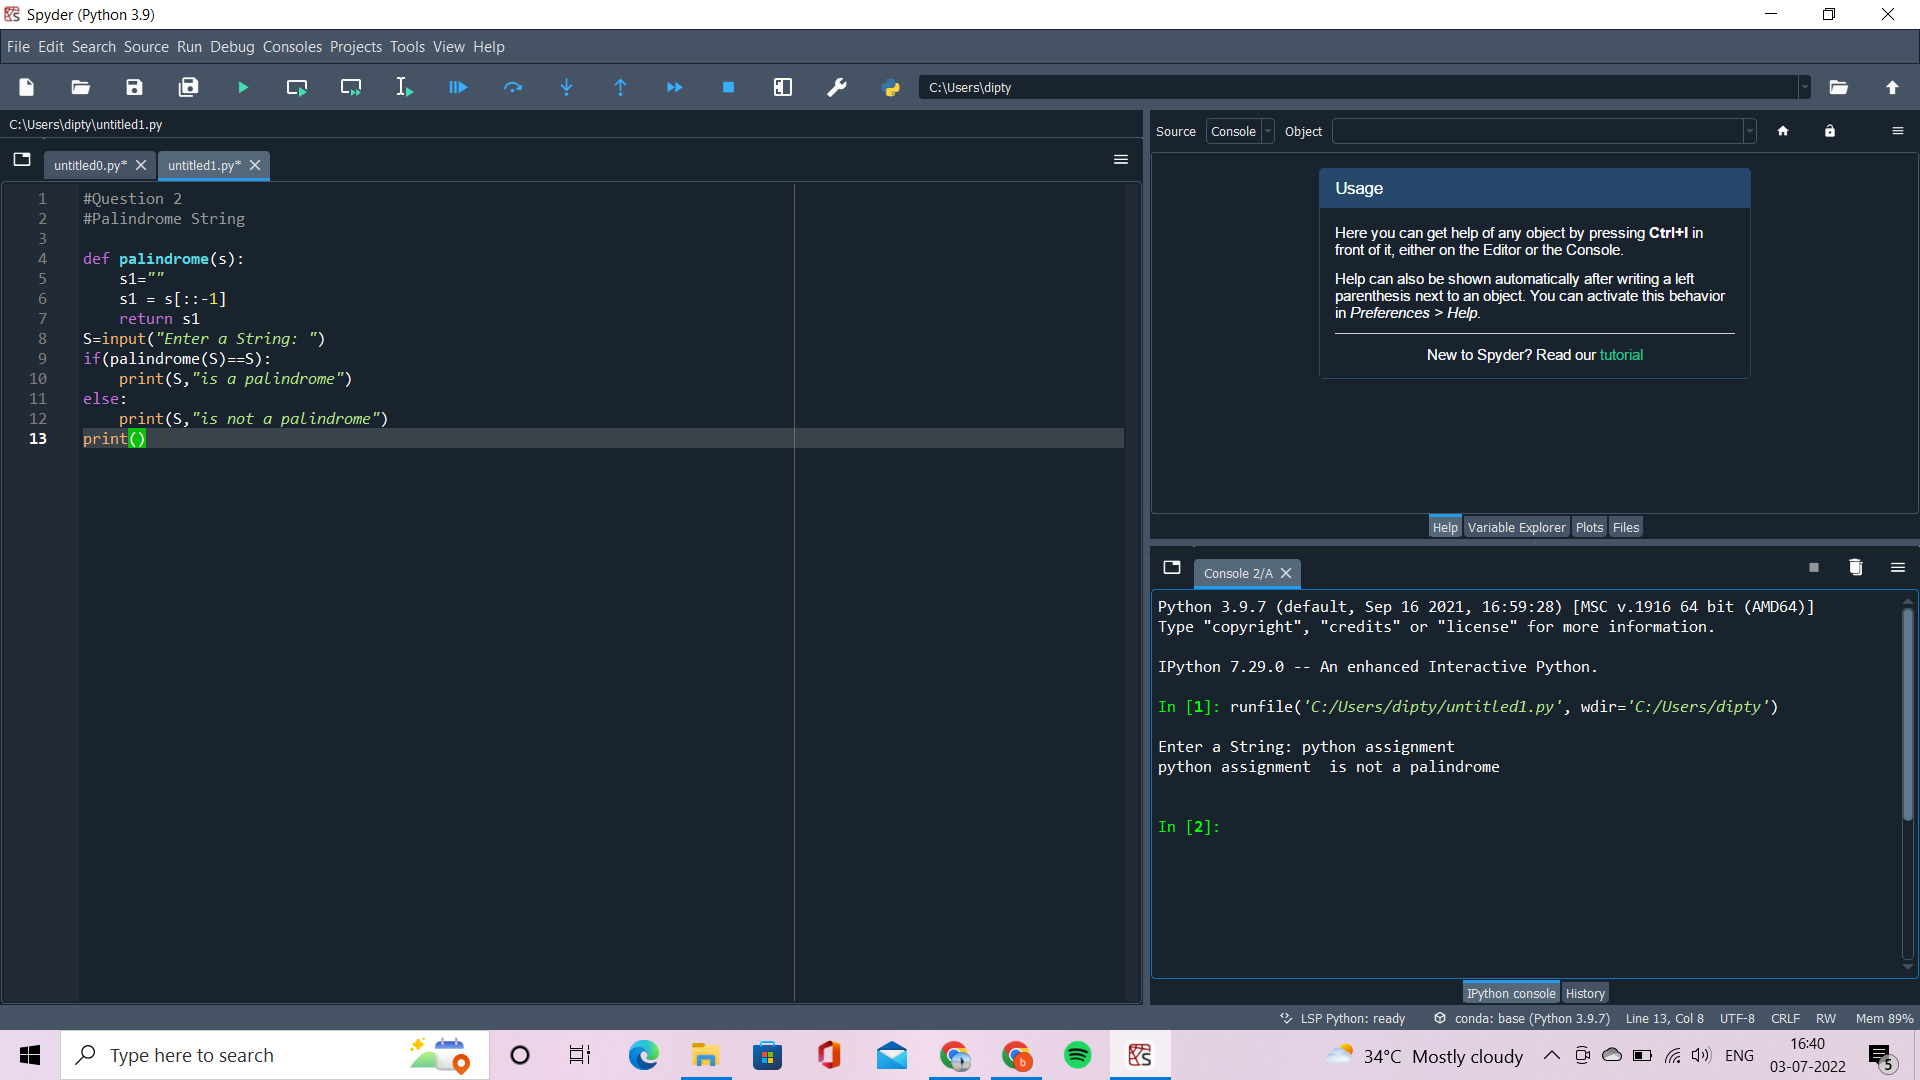 Spyder (Python 3.9)
File Edit Search Source Run Debug Consoles Projects Tools View Help
C:\Users\dipty
C:\Users\dipty\untitled1.py
untitled0.py*
untitled1.py*
1 #Question 2
2 #Palindrome String
3
4 def palindrome(s):
5     s1=""
6     s1 = s[::-1]
7     return s1
8 S=input("Enter a String: ")
9 if(palindrome(S)==S):
10     print(S,"is a palindrome")
11 else:
12     print(S,"is not a palindrome")
13 print()
Source Console Object
Usage
Here you can get help of any object by pressing Ctrl+I in
front of it, either on the Editor or the Console.
Help can also be shown automatically after writing a left
parenthesis next to an object. You can activate this behavior
in Preferences > Help.
New to Spyder? Read our tutorial
Help Variable Explorer Plots Files
Console 2/A
Python 3.9.7 (default, Sep 16 2021, 16:59:28) [MSC v.1916 64 bit (AMD64)]
Type "copyright", "credits" or "license" for more information.
IPython 7.29.0 -- An enhanced Interactive Python.
In [1]: runfile('C:/Users/dipty/untitled1.py', wdir='C:/Users/dipty')
Enter a String: python assignment
python assignment  is not a palindrome
In [2]:
IPython console History
LSP Python: ready conda: base (Python 3.9.7) Line 13, Col 8 UTF-8 CRLF RW Mem 89%
Type here to search
b
34°C Mostly cloudy
ENG
16:40
03-07-2022
5